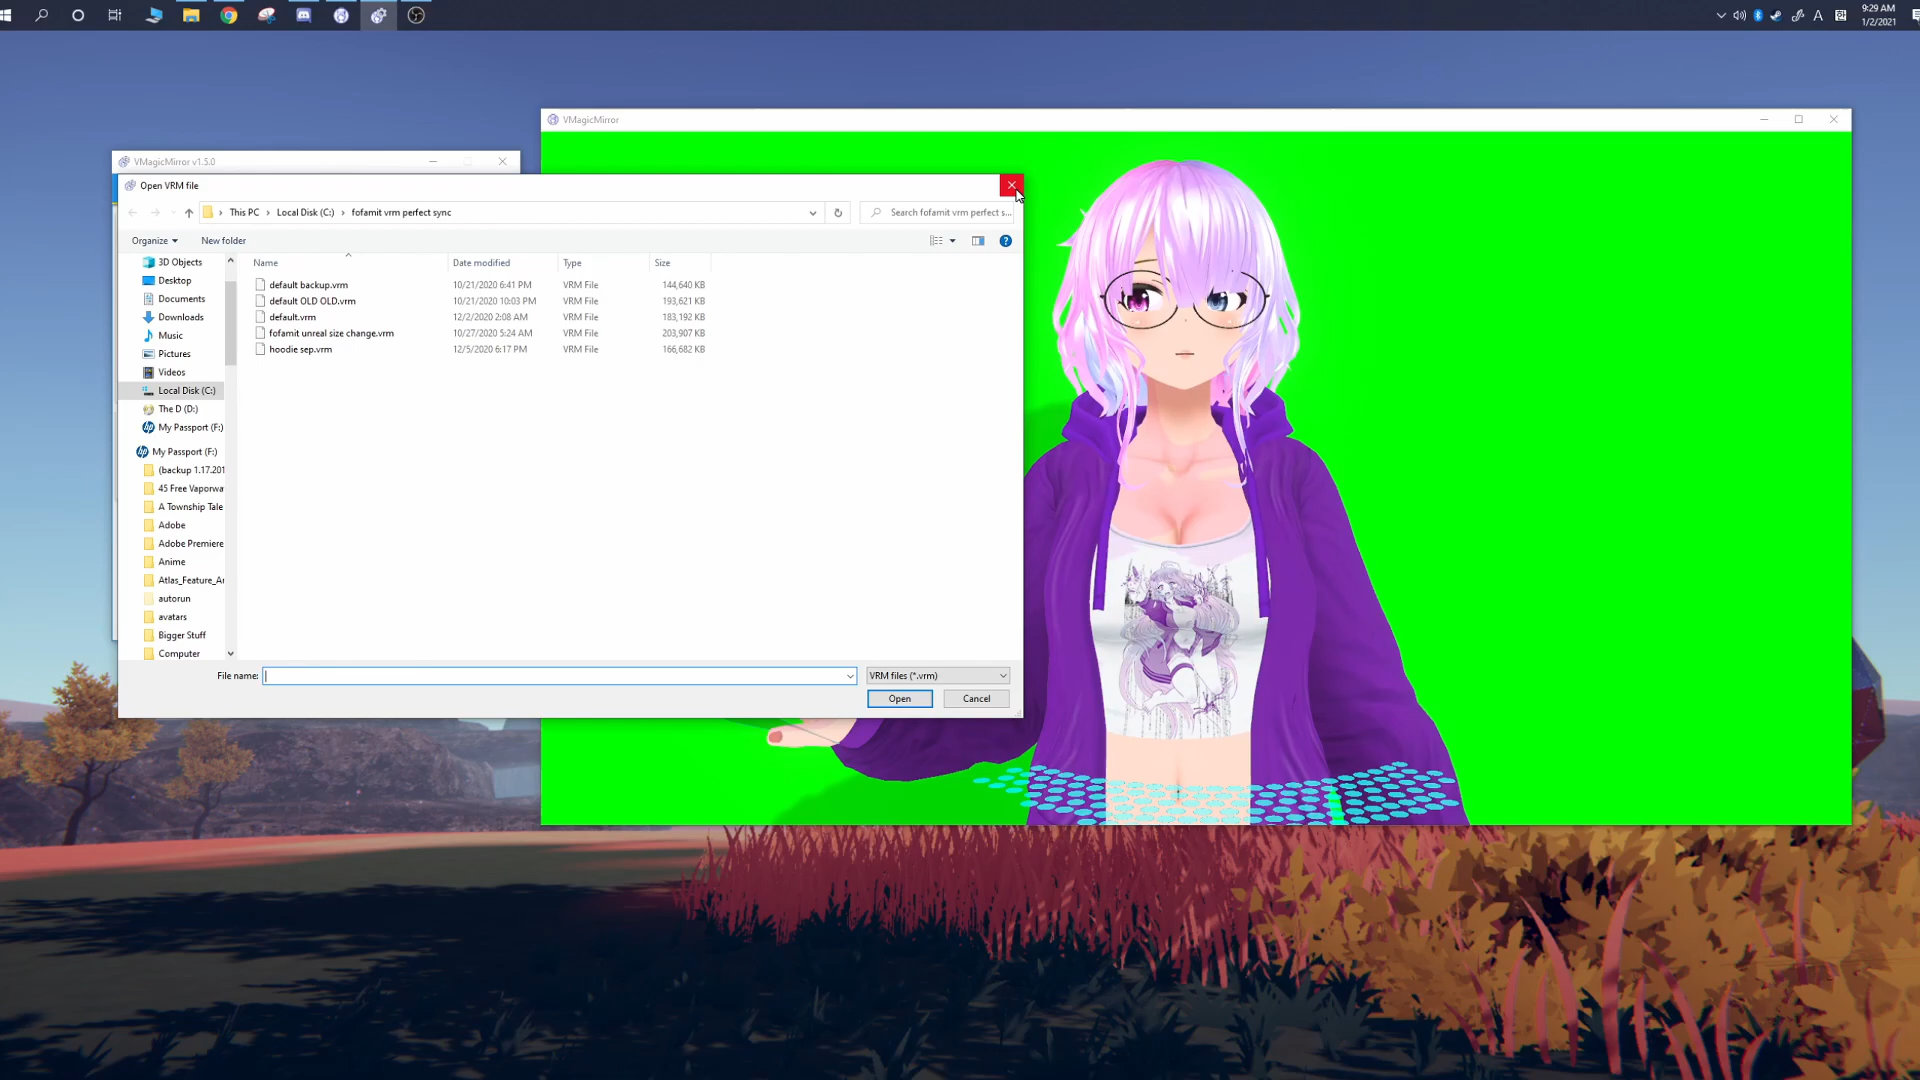 A
9:29 AM
1/2/2021
VMagicMirror
VMagicMirror v1.5.0
Open VRM file
This PC
Local Disk (C:)
fofamit vrm perfect sync
Search fofamit vrm perfect s...
Organize
New folder
Name
Date modified
Type
Size
3D Objects
Desktop
Documents
Downloads
Music
Pictures
Videos
Local Disk (C:)
The D (D:)
My Passport (F:)
My Passport (F:)
(backup 1.17.201
45 Free Vaporwa
A Township Tale
Adobe
Adobe Premiere
Anime
Atlas_Feature_Ar
autorun
avatars
Bigger Stuff
Computer
default backup.vrm 10/21/2020 6:41 PM VRM File 144,640 KB
default OLD OLD.vrm 10/21/2020 10:03 PM VRM File 193,621 KB
default.vrm 12/2/2020 2:08 AM VRM File 183,192 KB
fofamit unreal size change.vrm 10/27/2020 5:24 AM VRM File 203,907 KB
hoodie sep.vrm 12/5/2020 6:17 PM VRM File 166,682 KB
File name:
VRM files (*.vrm)
Open
Cancel